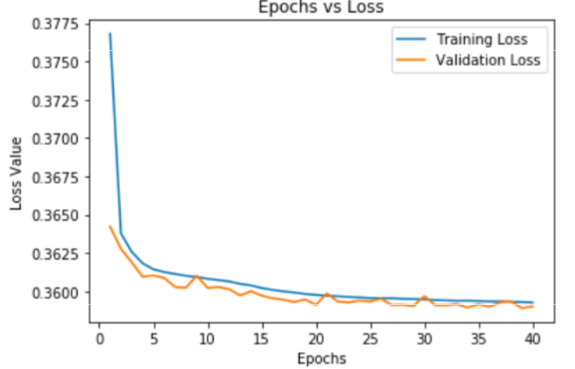 Epochs vs Loss
0.3775
0.3750
0.3725
0.3700
0.3675
0.3650
0.3625
0.3600
Loss Value
Training Loss
Validation Loss
0 5 10 15 20 25 30 35 40
Epochs